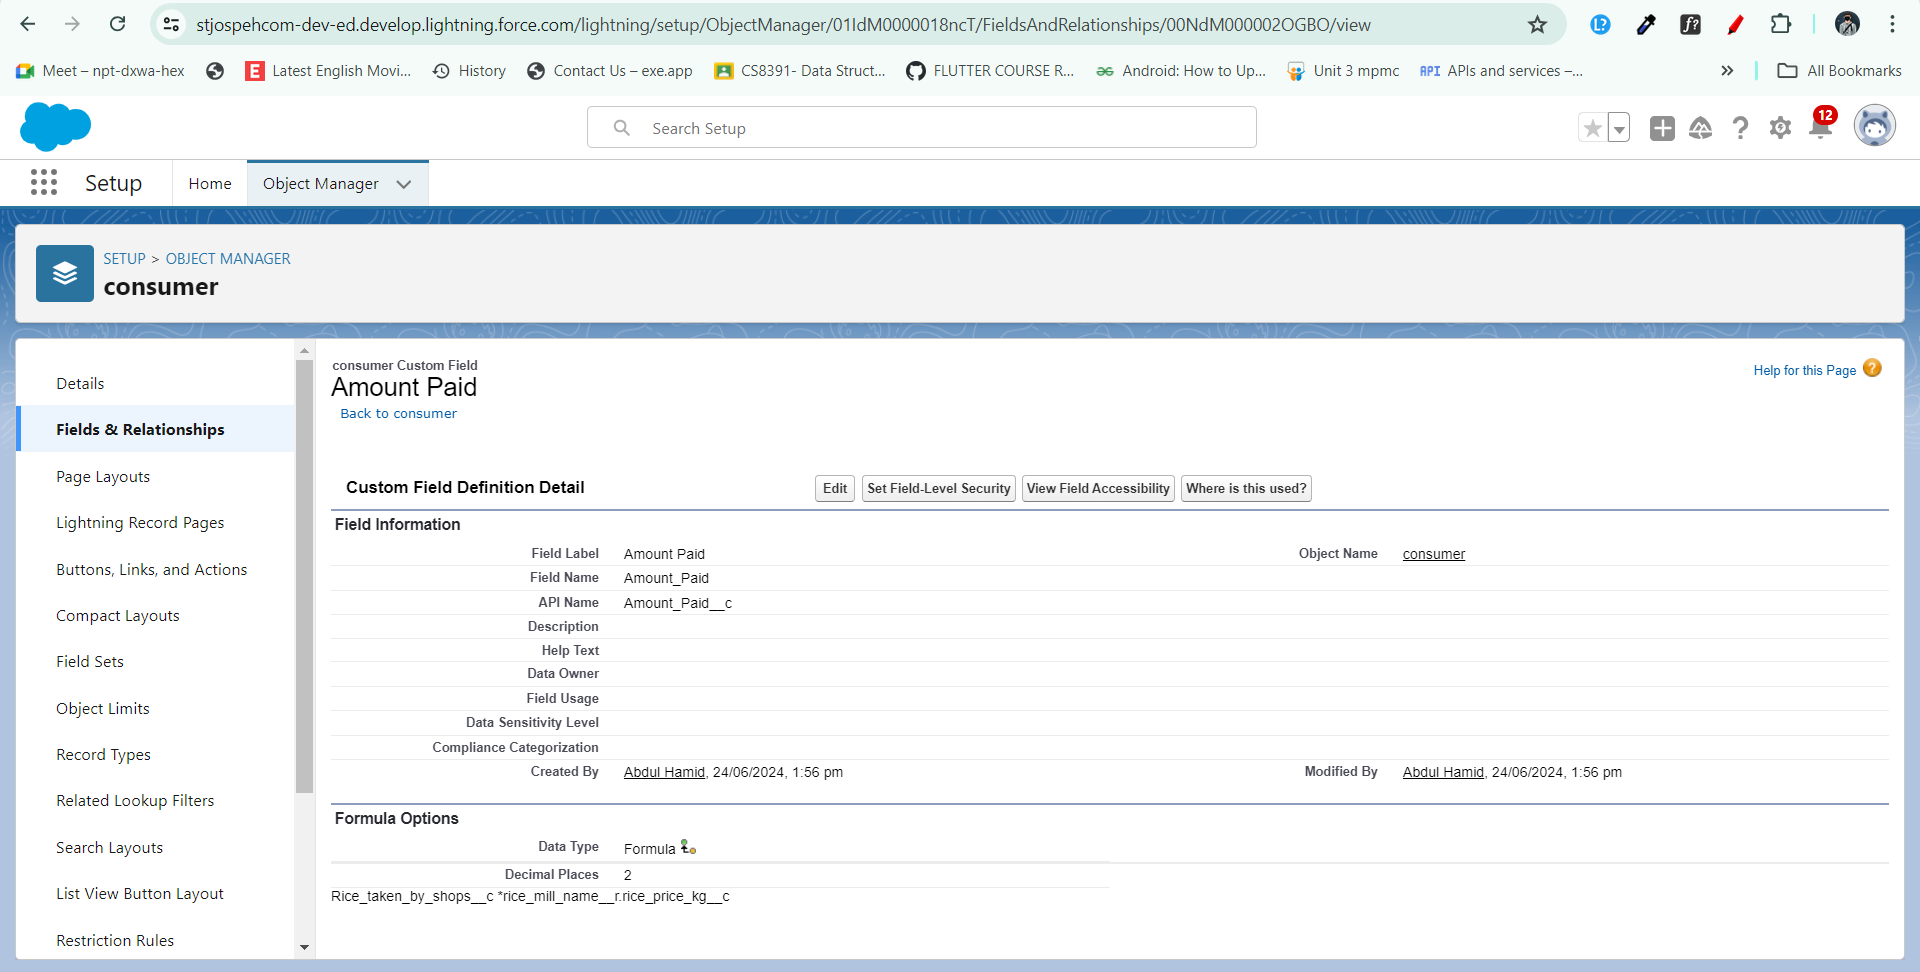 stjospehcom-dev-ed.develop.lightning.force.com/lightning/setup/ObjectManager/01IdM0000018ncT/FieldsAndRelationships/00NdM000002OGBO/view
Meet – npt-dxwa-hex
Latest English Movi...
History
Contact Us – exe.app
CS8391- Data Struct...
FLUTTER COURSE R...
Android: How to Up...
Unit 3 mpmc
API APIs and services –...
All Bookmarks
Search Setup
12
Setup
Home
Object Manager
SETUP > OBJECT MANAGER
consumer
Details
Fields & Relationships
Page Layouts
Lightning Record Pages
Buttons, Links, and Actions
Compact Layouts
Field Sets
Object Limits
Record Types
Related Lookup Filters
Search Layouts
List View Button Layout
Restriction Rules
consumer Custom Field
Amount Paid
Back to consumer
Help for this Page
Custom Field Definition Detail
Edit
Set Field-Level Security
View Field Accessibility
Where is this used?
Field Information
Field Label Amount Paid
Object Name consumer
Field Name Amount_Paid
API Name Amount_Paid__c
Description
Help Text
Data Owner
Field Usage
Data Sensitivity Level
Compliance Categorization
Created By Abdul Hamid, 24/06/2024, 1:56 pm
Modified By Abdul Hamid, 24/06/2024, 1:56 pm
Formula Options
Data Type Formula
Decimal Places 2
Rice_taken_by_shops__c *rice_mill_name__r.rice_price_kg__c